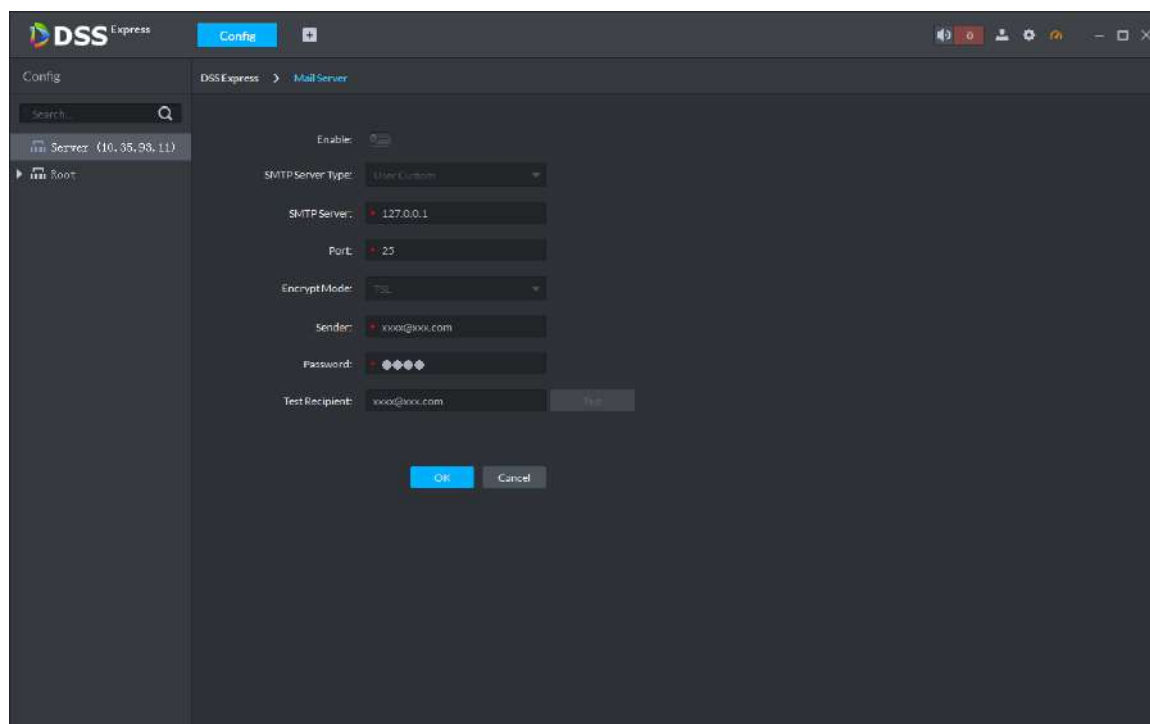 DSS Express
Config
0
Config
DSS Express > Mail Server
Search...
Server (10.35.93.11)
Root
Enable:
SMTP Server Type: User Custom
SMTP Server: * 127.0.0.1
Port: * 25
Encrypt Mode: TSL
Sender: * xxxx@xxx.com
Password: *
Test Recipient: xxxx@xxx.com Test
OK Cancel